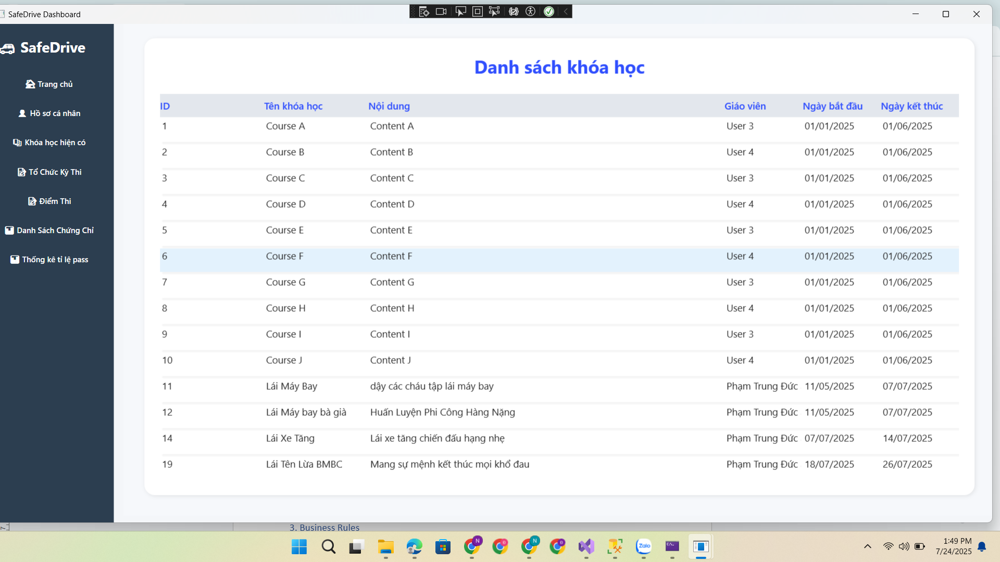 SafeDrive Dashboard
SafeDrive
Trang chủ
Hồ sơ cá nhân
Khóa học hiện có
Tổ Chức Kỳ Thi
Điểm Thi
Danh Sách Chứng Chỉ
Thống kê tỉ lệ pass
Danh sách khóa học
ID Tên khóa học Nội dung Giáo viên Ngày bắt đầu Ngày kết thúc
1 Course A Content A User 3 01/01/2025 01/06/2025
2 Course B Content B User 4 01/01/2025 01/06/2025
3 Course C Content C User 3 01/01/2025 01/06/2025
4 Course D Content D User 4 01/01/2025 01/06/2025
5 Course E Content E User 3 01/01/2025 01/06/2025
6 Course F Content F User 4 01/01/2025 01/06/2025
7 Course G Content G User 3 01/01/2025 01/06/2025
8 Course H Content H User 4 01/01/2025 01/06/2025
9 Course I Content I User 3 01/01/2025 01/06/2025
10 Course J Content J User 4 01/01/2025 01/06/2025
11 Lái Máy Bay dậy các cháu tập lái máy bay Phạm Trung Đức 11/05/2025 07/07/2025
12 Lái Máy bay bà già Huấn Luyện Phi Công Hàng Nặng Phạm Trung Đức 11/05/2025 07/07/2025
14 Lái Xe Tăng Lái xe tăng chiến đấu hạng nhẹ Phạm Trung Đức 07/07/2025 14/07/2025
19 Lái Tên Lừa BMBC Mang sự mệnh kết thúc mọi khổ đau Phạm Trung Đức 18/07/2025 26/07/2025
3. Business Rules
N
N
Zalo
1:49 PM
7/24/2025